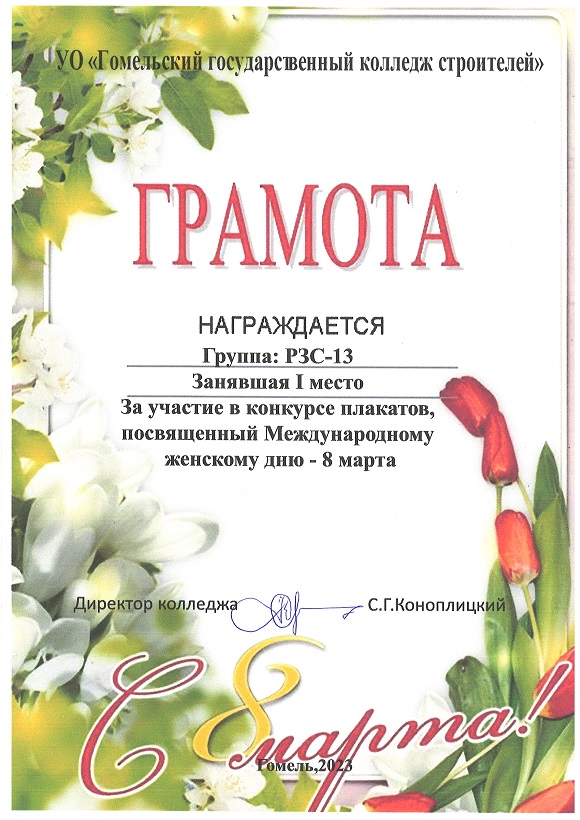 УО «Гомельский государственный колледж строителей»
ГРАМОТА
НАГРАЖДАЕТСЯ
Группа: РЗС-13
Занявшая I место
За участие в конкурсе плакатов,
посвященный Международному
женскому дню - 8 марта
Директор колледжа С.Г.Коноплицкий
С 8 марта!
Гомель,2023